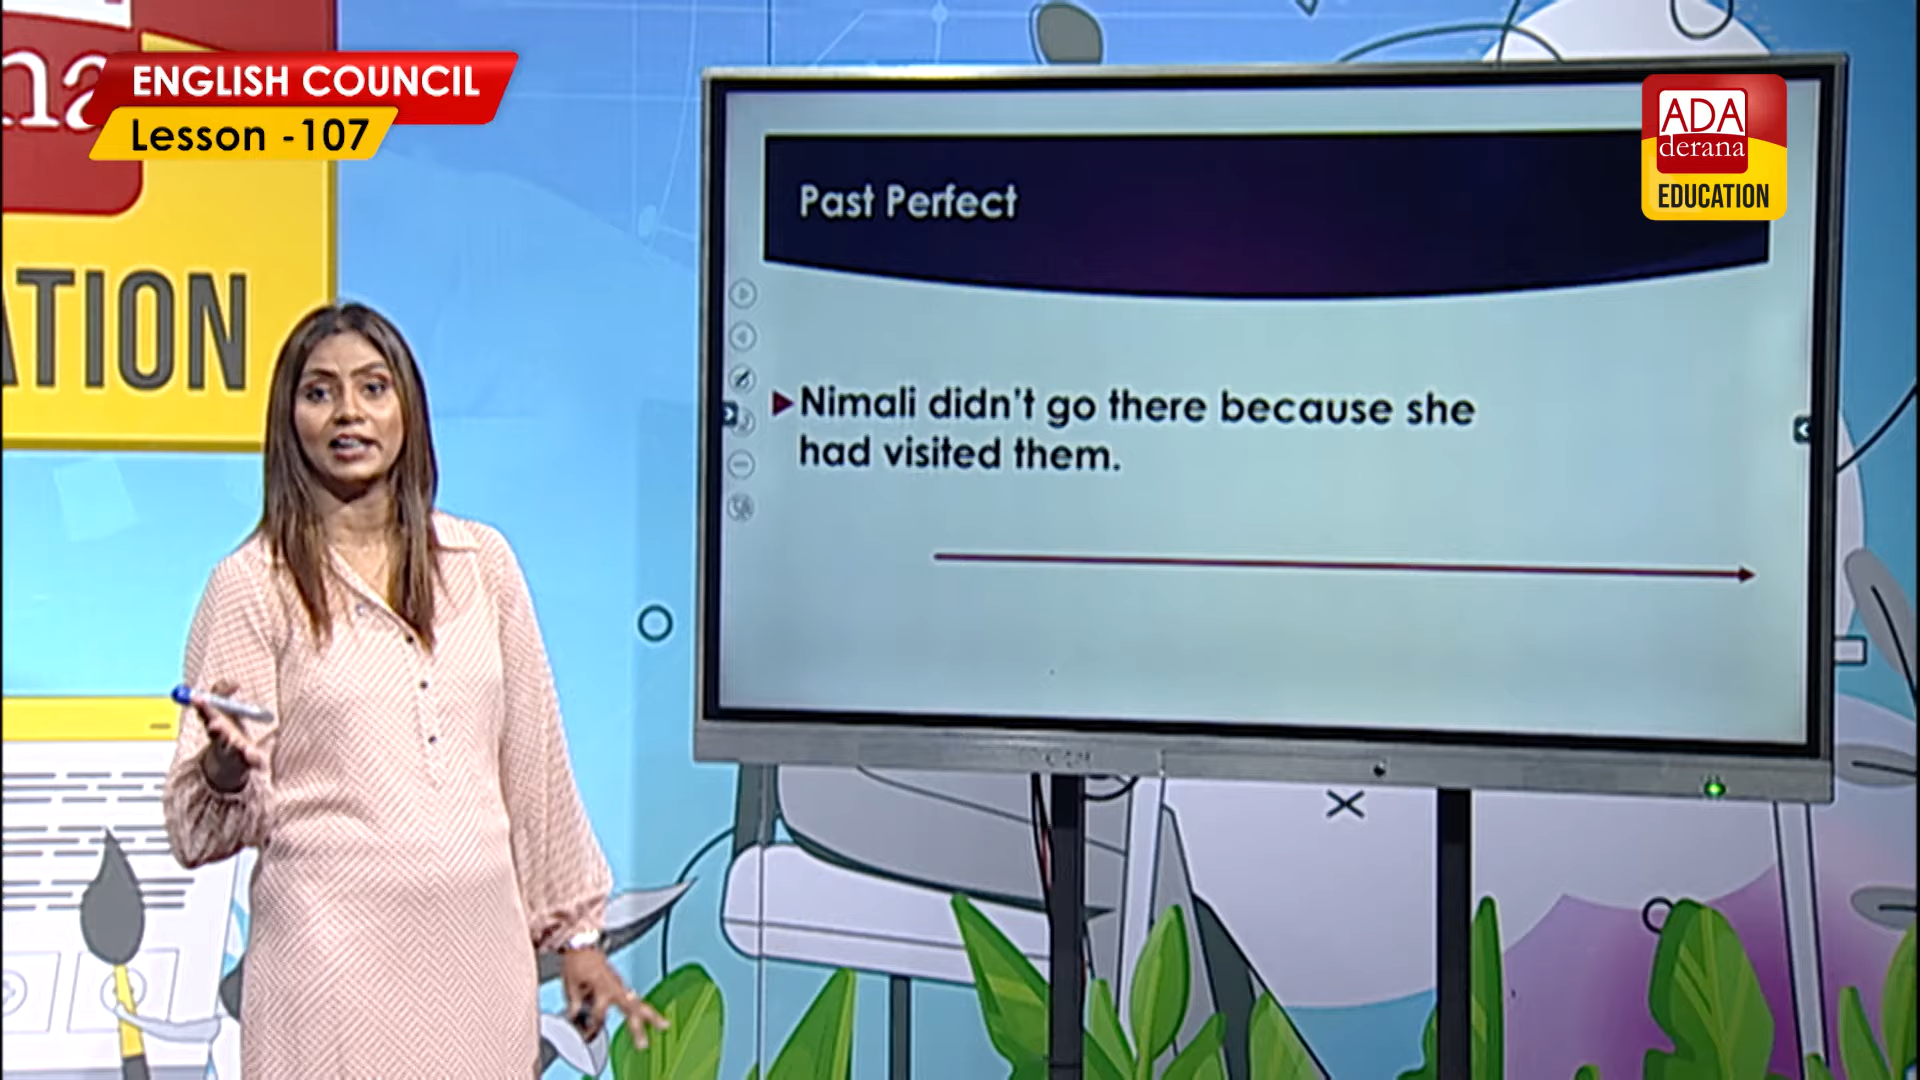 na
ENGLISH COUNCIL
Lesson - 107
ATION
Past Perfect
Nimali didn't go there because she
had visited them.
ADA
derana
EDUCATION